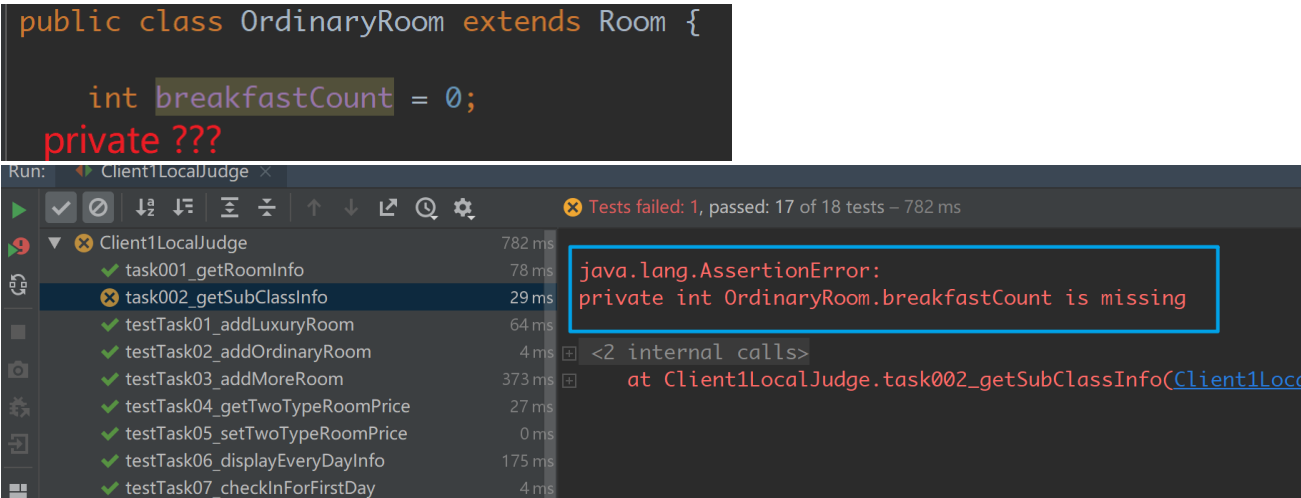 public class OrdinaryRoom extends Room {
int breakfastCount = 0;
private ???
Run: Client1LocalJudge ×
Tests failed: 1, passed: 17 of 18 tests – 782 ms
Client1LocalJudge 782 ms
task001_getRoomInfo 78 ms
task002_getSubClassInfo 29 ms
testTask01_addLuxuryRoom 64 ms
testTask02_addOrdinaryRoom 4 ms
testTask03_addMoreRoom 373 ms
testTask04_getTwoTypeRoomPrice 27 ms
testTask05_setTwoTypeRoomPrice 0 ms
testTask06_displayEveryDayInfo 175 ms
testTask07_checkInForFirstDay 4 ms
java.lang.AssertionError:
private int OrdinaryRoom.breakfastCount is missing
<2 internal calls>
at Client1LocalJudge.task002_getSubClassInfo(Client1Loca